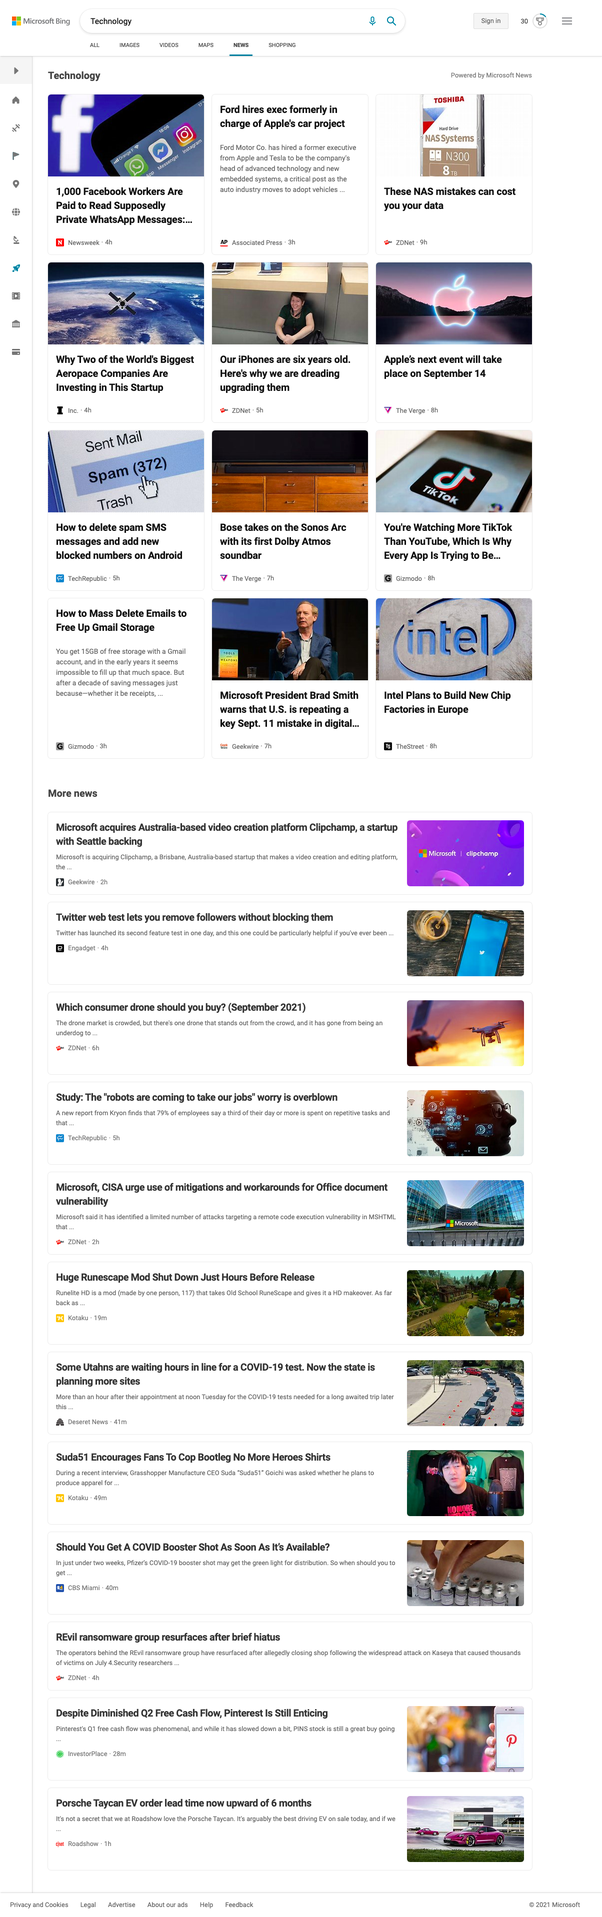 Microsoft Bing
Technology
Sign in
30
ALL
IMAGES
VIDEOS
MAPS
NEWS
SHOPPING
Technology
Powered by Microsoft News
1,000 Facebook Workers Are
Paid to Read Supposedly
Private WhatsApp Messages:...
Newsweek · 4h
Ford hires exec formerly in
charge of Apple's car project
Ford Motor Co. has hired a former executive
from Apple and Tesla to be the company's
head of advanced technology and new
embedded systems, a critical post as the
auto industry moves to adopt vehicles ...
AP Associated Press · 3h
TOSHIBA
Hard Drive
NAS Systems
N300
8 TB
These NAS mistakes can cost
you your data
ZDNet · 9h
Why Two of the World's Biggest
Aeropace Companies Are
Investing in This Startup
Inc. · 4h
Our iPhones are six years old.
Here's why we are dreading
upgrading them
ZDNet · 5h
Apple's next event will take
place on September 14
The Verge · 8h
Sent Mail
Spam (372)
Trash
How to delete spam SMS
messages and add new
blocked numbers on Android
TechRepublic · 5h
Bose takes on the Sonos Arc
with its first Dolby Atmos
soundbar
The Verge · 7h
TikTok
You're Watching More TikTok
Than YouTube, Which Is Why
Every App Is Trying to Be...
Gizmodo · 8h
How to Mass Delete Emails to
Free Up Gmail Storage
You get 15GB of free storage with a Gmail
account, and in the early years it seems
impossible to fill up that much space. But
after a decade of saving messages just
because—whether it be receipts, ...
Gizmodo · 3h
Microsoft President Brad Smith
warns that U.S. is repeating a
key Sept. 11 mistake in digital...
Geekwire · 7h
intel
Intel Plans to Build New Chip
Factories in Europe
TheStreet · 8h
More news
Microsoft acquires Australia-based video creation platform Clipchamp, a startup
with Seattle backing
Microsoft is acquiring Clipchamp, a Brisbane, Australia-based startup that makes a video creation and editing platform,
the ...
Geekwire · 2h
Microsoft | clipchamp
Twitter web test lets you remove followers without blocking them
Twitter has launched its second feature test in one day, and this one could be particularly helpful if you've ever been ...
Engadget · 4h
Which consumer drone should you buy? (September 2021)
The drone market is crowded, but there's one drone that stands out from the crowd, and it has gone from being an
underdog to ...
ZDNet · 6h
Study: The "robots are coming to take our jobs" worry is overblown
A new report from Kryon finds that 79% of employees say a third of their day or more is spent on repetitive tasks and
that ...
TechRepublic · 5h
Microsoft, CISA urge use of mitigations and workarounds for Office document
vulnerability
Microsoft said it has identified a limited number of attacks targeting a remote code execution vulnerability in MSHTML
that ...
ZDNet · 2h
Microsoft
Huge Runescape Mod Shut Down Just Hours Before Release
Runelite HD is a mod (made by one person, 117) that takes Old School RuneScape and gives it a HD makeover. As far
back as ...
Kotaku · 19m
Some Utahns are waiting hours in line for a COVID-19 test. Now the state is
planning more sites
More than an hour after their appointment at noon Tuesday for the COVID-19 tests needed for a long awaited trip later
this ...
Deseret News · 41m
Suda51 Encourages Fans To Cop Bootleg No More Heroes Shirts
During a recent interview, Grasshopper Manufacture CEO Suda "Suda51" Goichi was asked whether he plans to
produce apparel for ...
Kotaku · 49m
Should You Get A COVID Booster Shot As Soon As It's Available?
In just under two weeks, Pfizer's COVID-19 booster shot may get the green light for distribution. So when should you to
get ...
CBS Miami · 40m
REvil ransomware group resurfaces after brief hiatus
The operators behind the REvil ransomware group have resurfaced after allegedly closing shop following the widespread attack on Kaseya that caused thousands
of victims on July 4.Security researchers ...
ZDNet · 4h
Despite Diminished Q2 Free Cash Flow, Pinterest Is Still Enticing
Pinterest's Q1 free cash flow was phenomenal, and while it has slowed down a bit, PINS stock is still a great buy going
...
InvestorPlace · 28m
Porsche Taycan EV order lead time now upward of 6 months
It's not a secret that we at Roadshow love the Porsche Taycan. It's arguably the best driving EV on sale today, and if we
...
Roadshow · 1h
Privacy and Cookies
Legal
Advertise
About our ads
Help
Feedback
© 2021 Microsoft